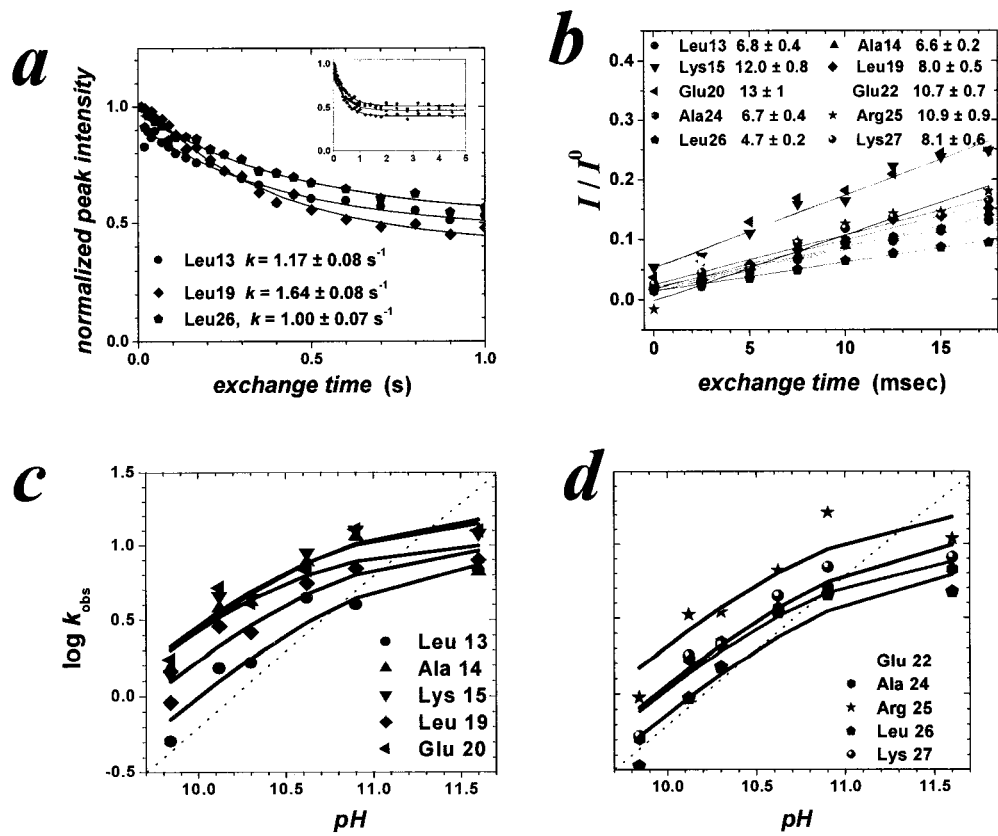 a
normalized peak intensity
1.0
0.5
0.0
0.0
0.5
1.0
exchange time (s)
1.0
0.5
0.0
0
1
2
3
4
5
6
Leu13 k = 1.17 ± 0.08 s-1
Leu19 k = 1.64 ± 0.08 s-1
Leu26, k = 1.00 ± 0.07 s-1
b
I / I0
0.4
0.3
0.2
0.1
0.0
0
5
10
15
exchange time (msec)
Leu13 6.8 ± 0.4 Ala14 6.6 ± 0.2
Lys15 12.0 ± 0.8 Leu19 8.0 ± 0.5
Glu20 13 ± 1 Glu22 10.7 ± 0.7
Ala24 6.7 ± 0.4 Arg25 10.9 ± 0.9
Leu26 4.7 ± 0.2 Lys27 8.1 ± 0.6
c
log kobs
1.5
1.0
0.5
0.0
-0.5
10.0
10.5
11.0
11.5
pH
Leu 13
Ala 14
Lys 15
Leu 19
Glu 20
d
10.0
10.5
11.0
11.5
pH
Glu 22
Ala 24
Arg 25
Leu 26
Lys 27